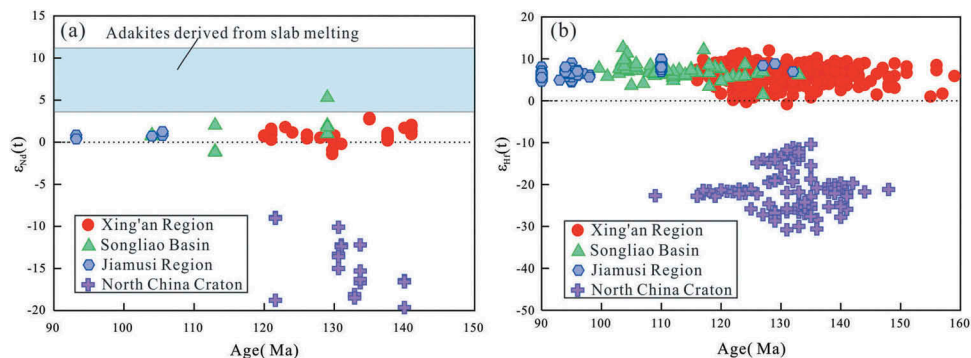 (a)
Adakites derived from slab melting
15
10
5
0
-5
-10
-15
-20
εNd(t)
Xing'an Region
Songliao Basin
Jiamusi Region
North China Craton
90 100 110 120 130 140 150
Age( Ma)
(b)
30
20
10
0
-10
-20
-30
-40
-50
εHf(t)
Xing'an Region
Songliao Basin
Jiamusi Region
North China Craton
90 100 110 120 130 140 150 160
Age( Ma)